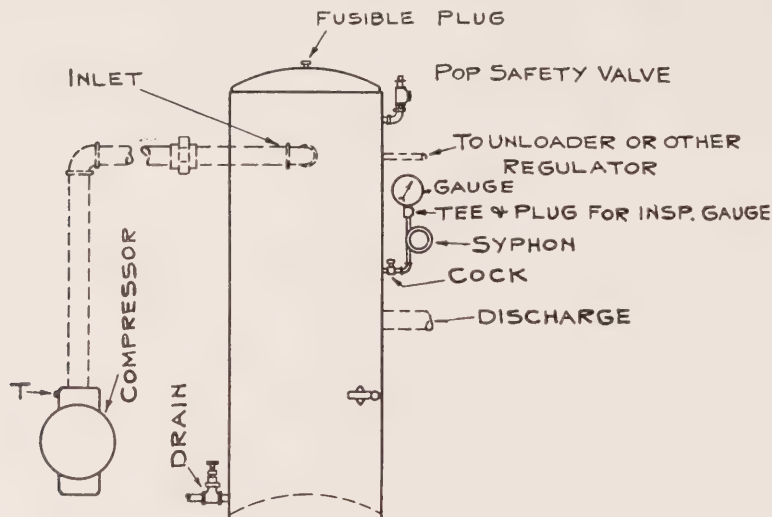 FUSIBLE PLUG
INLET
POP SAFETY VALVE
TO UNLOADER OR OTHER
REGULATOR
GAUGE
TEE & PLUG FOR INSP. GAUGE
SYPHON
COCK
COMPRESSOR
DISCHARGE
T
DRAIN